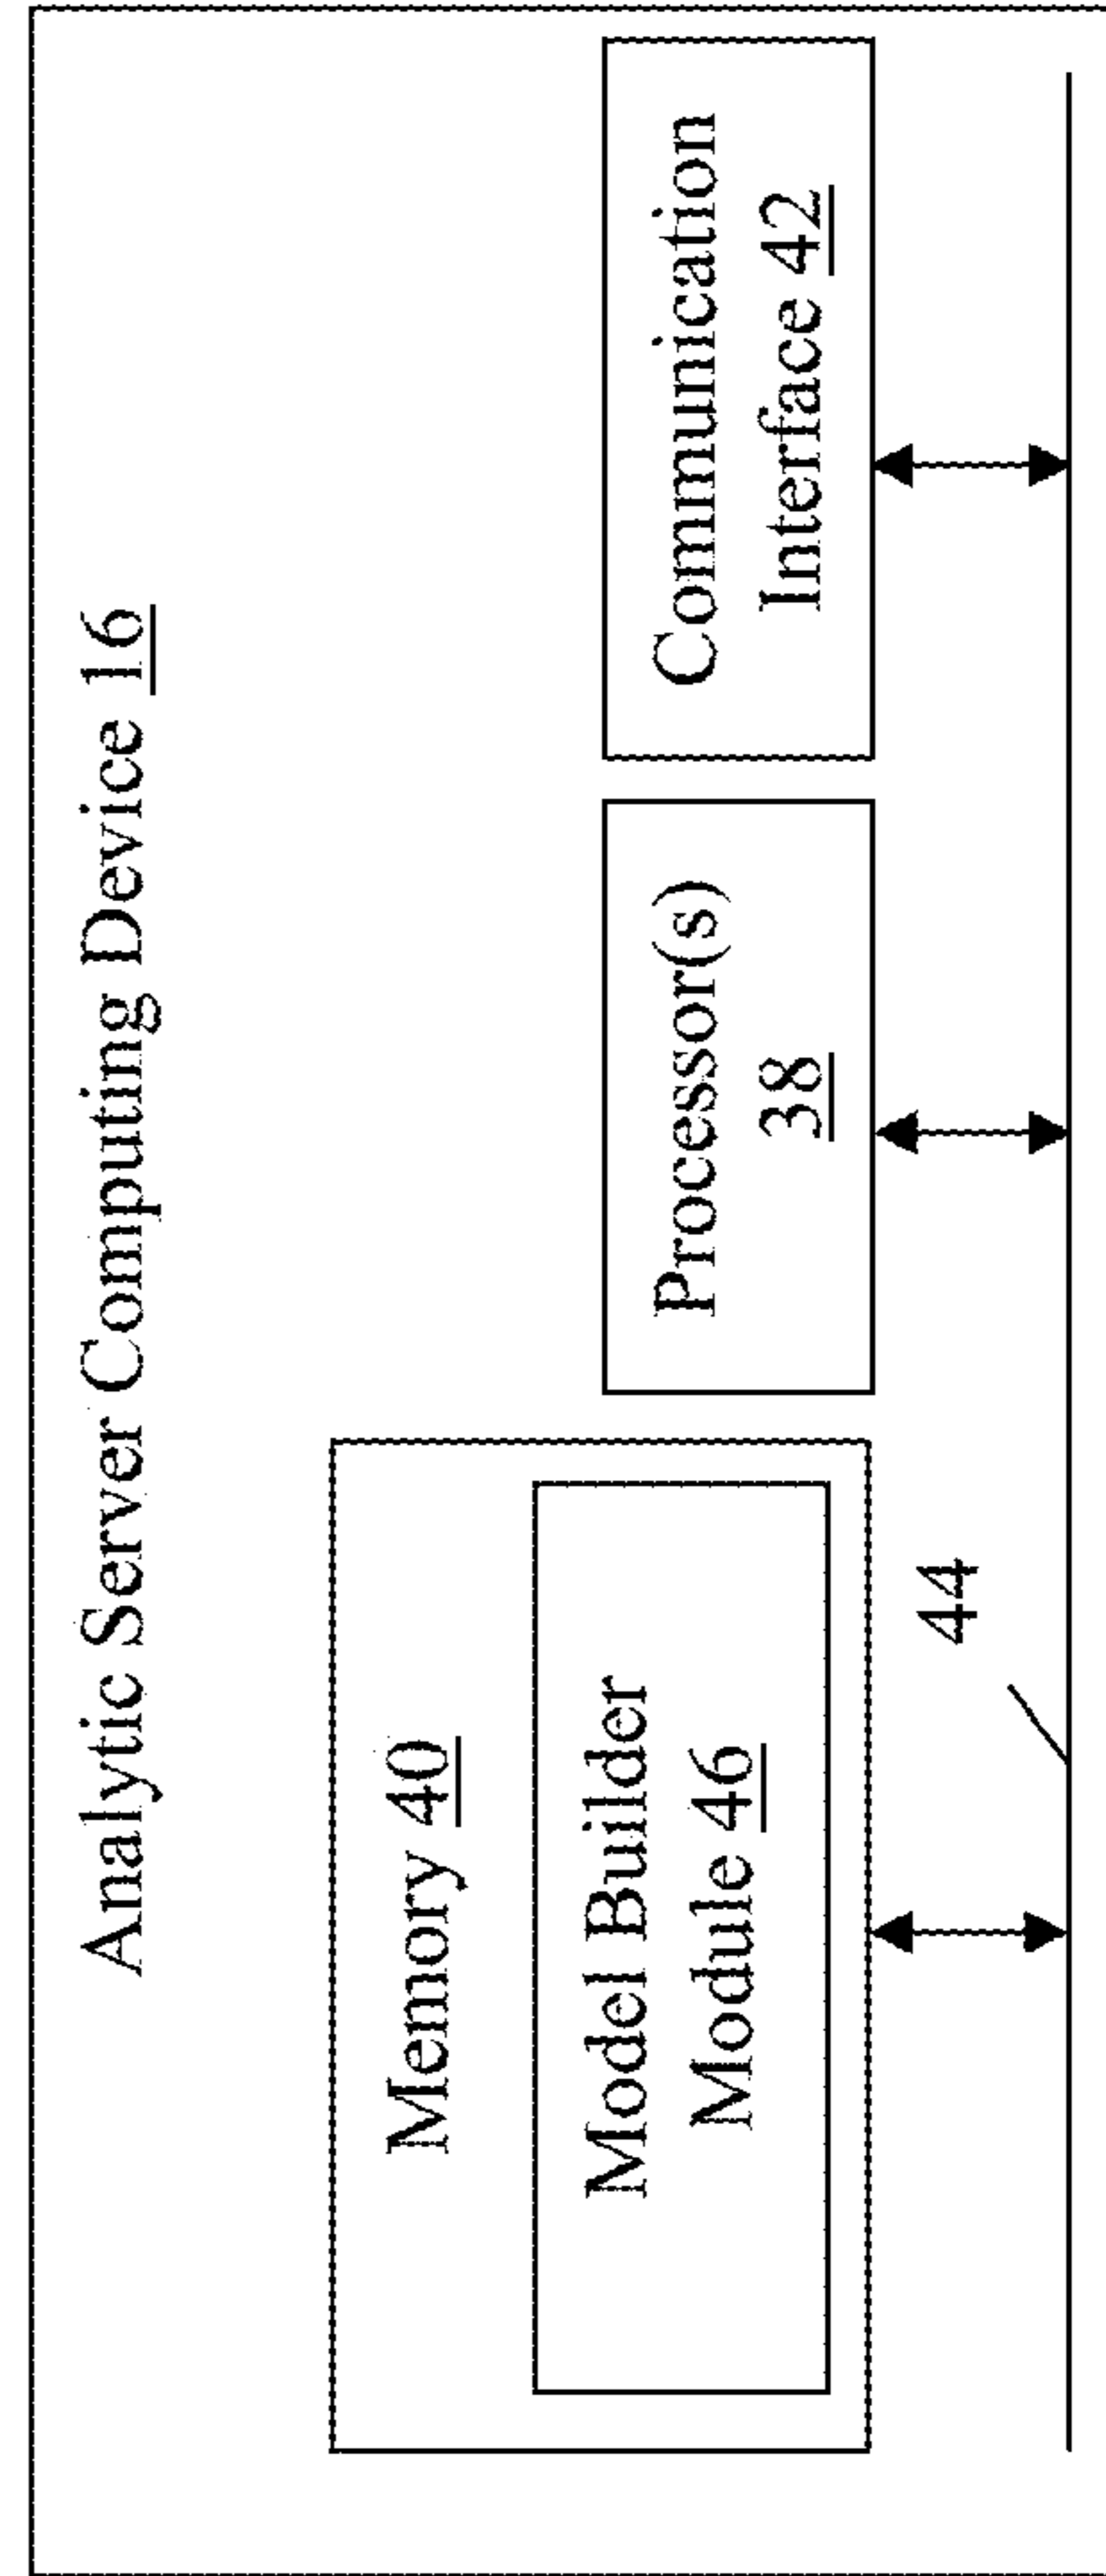 Analytic Server Computing Device 16
Memory 40
Model Builder
Module 46
Processor(s)
38
Communication
Interface 42
44